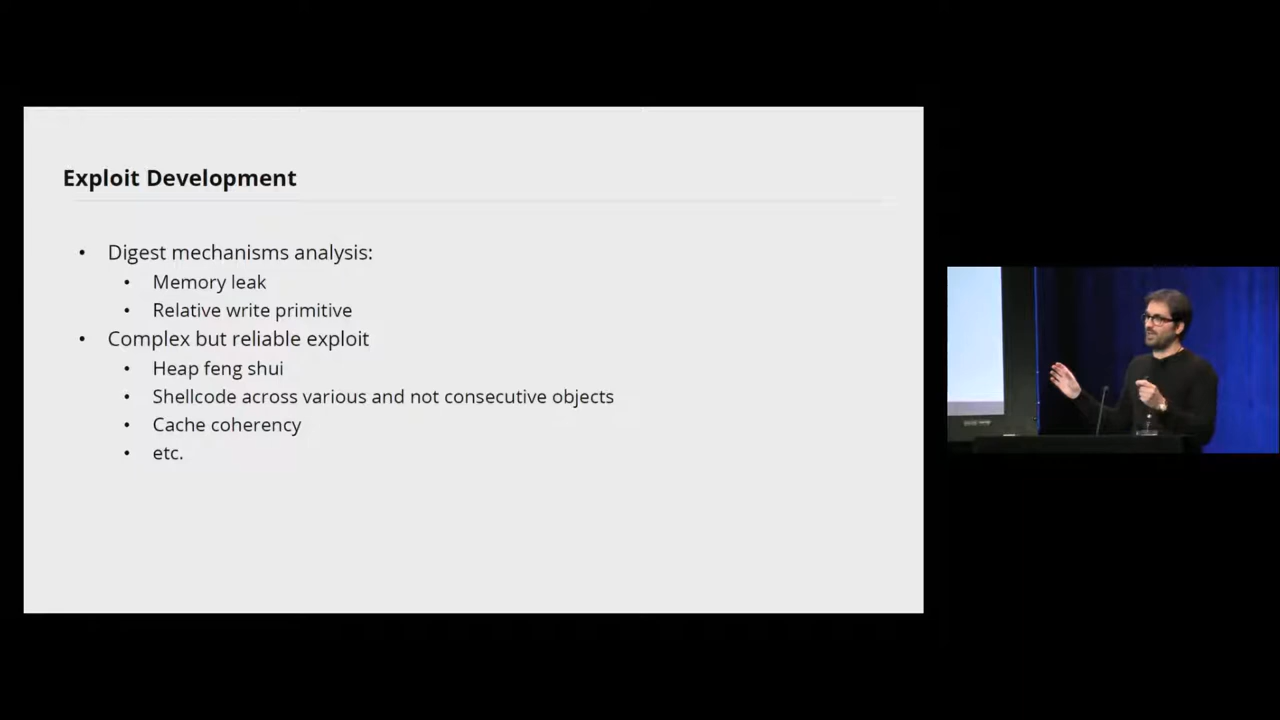 Exploit Development
• Digest mechanisms analysis:
• Memory leak
• Relative write primitive
• Complex but reliable exploit
• Heap feng shui
• Shellcode across various and not consecutive objects
• Cache coherency
• etc.